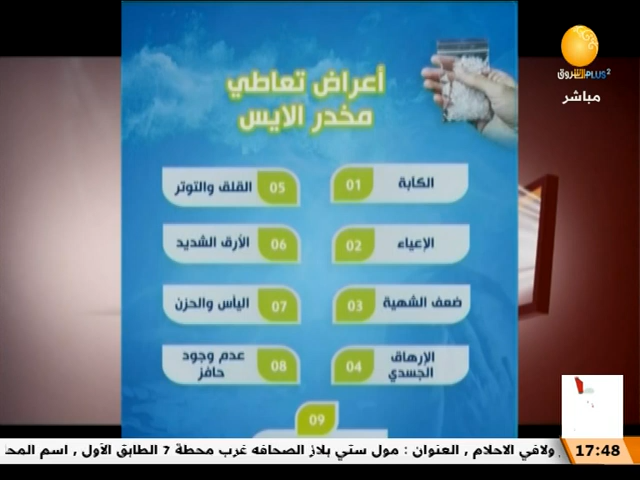 الشروق PLUS²
مباشر
أعراض تعاطي
مخدر الايس
01 الكآبة
05 القلق والتوتر
02 الإعياء
06 الأرق الشديد
03 ضعف الشهية
07 اليأس والحزن
04 الإرهاق الجسدي
08 عدم وجود حافز
09
ولافي الاحلام , العنوان : مول ستي بلاز الصحافه غرب محطة 7 الطابق الأول , اسم
17:48